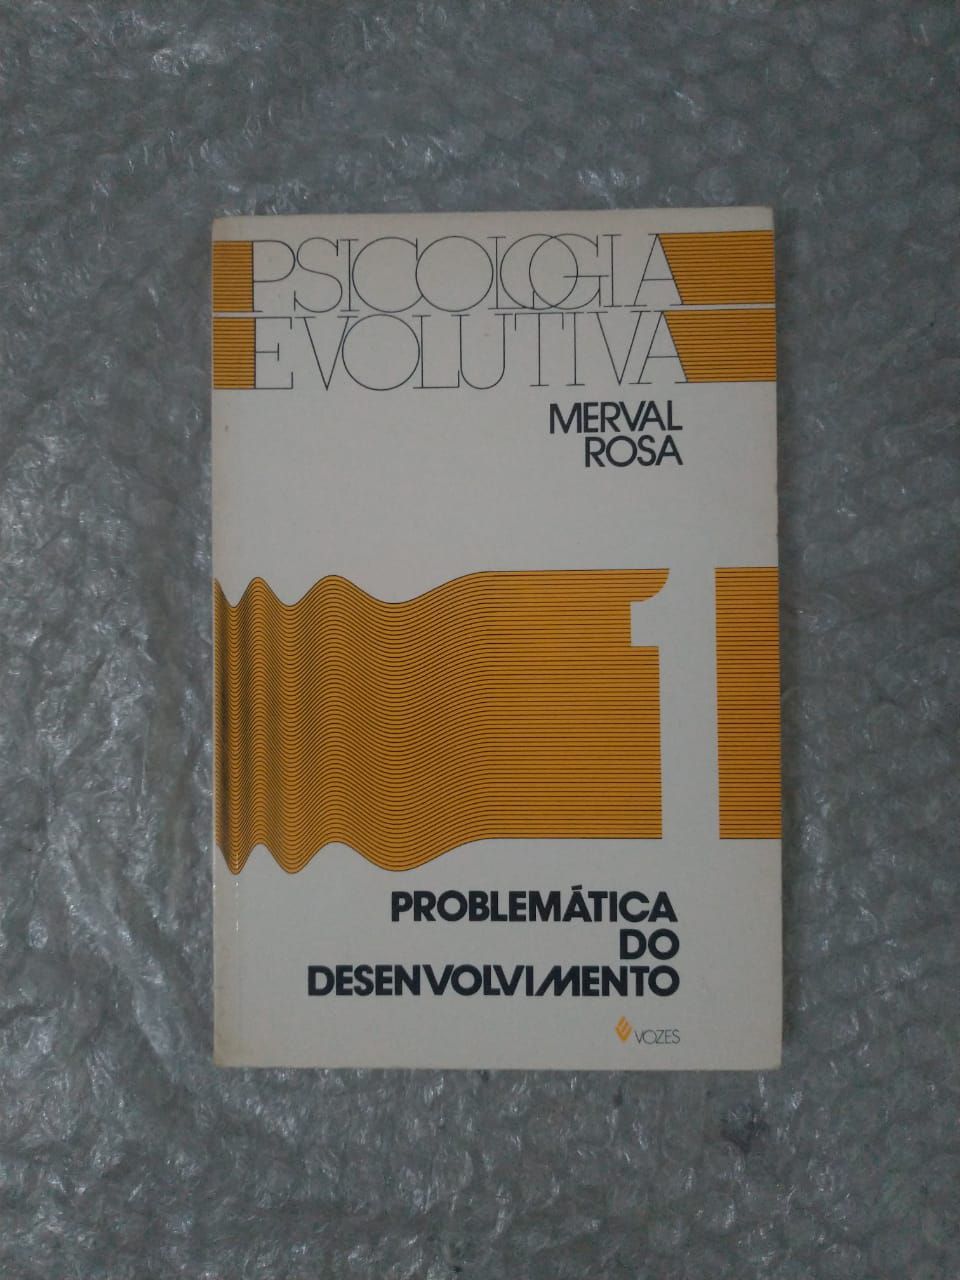 PSICOLOGIA
EVOLUTIVA
MERVAL
ROSA
1
PROBLEMÁTICA
DO
DESENVOLVIMENTO
VOZES